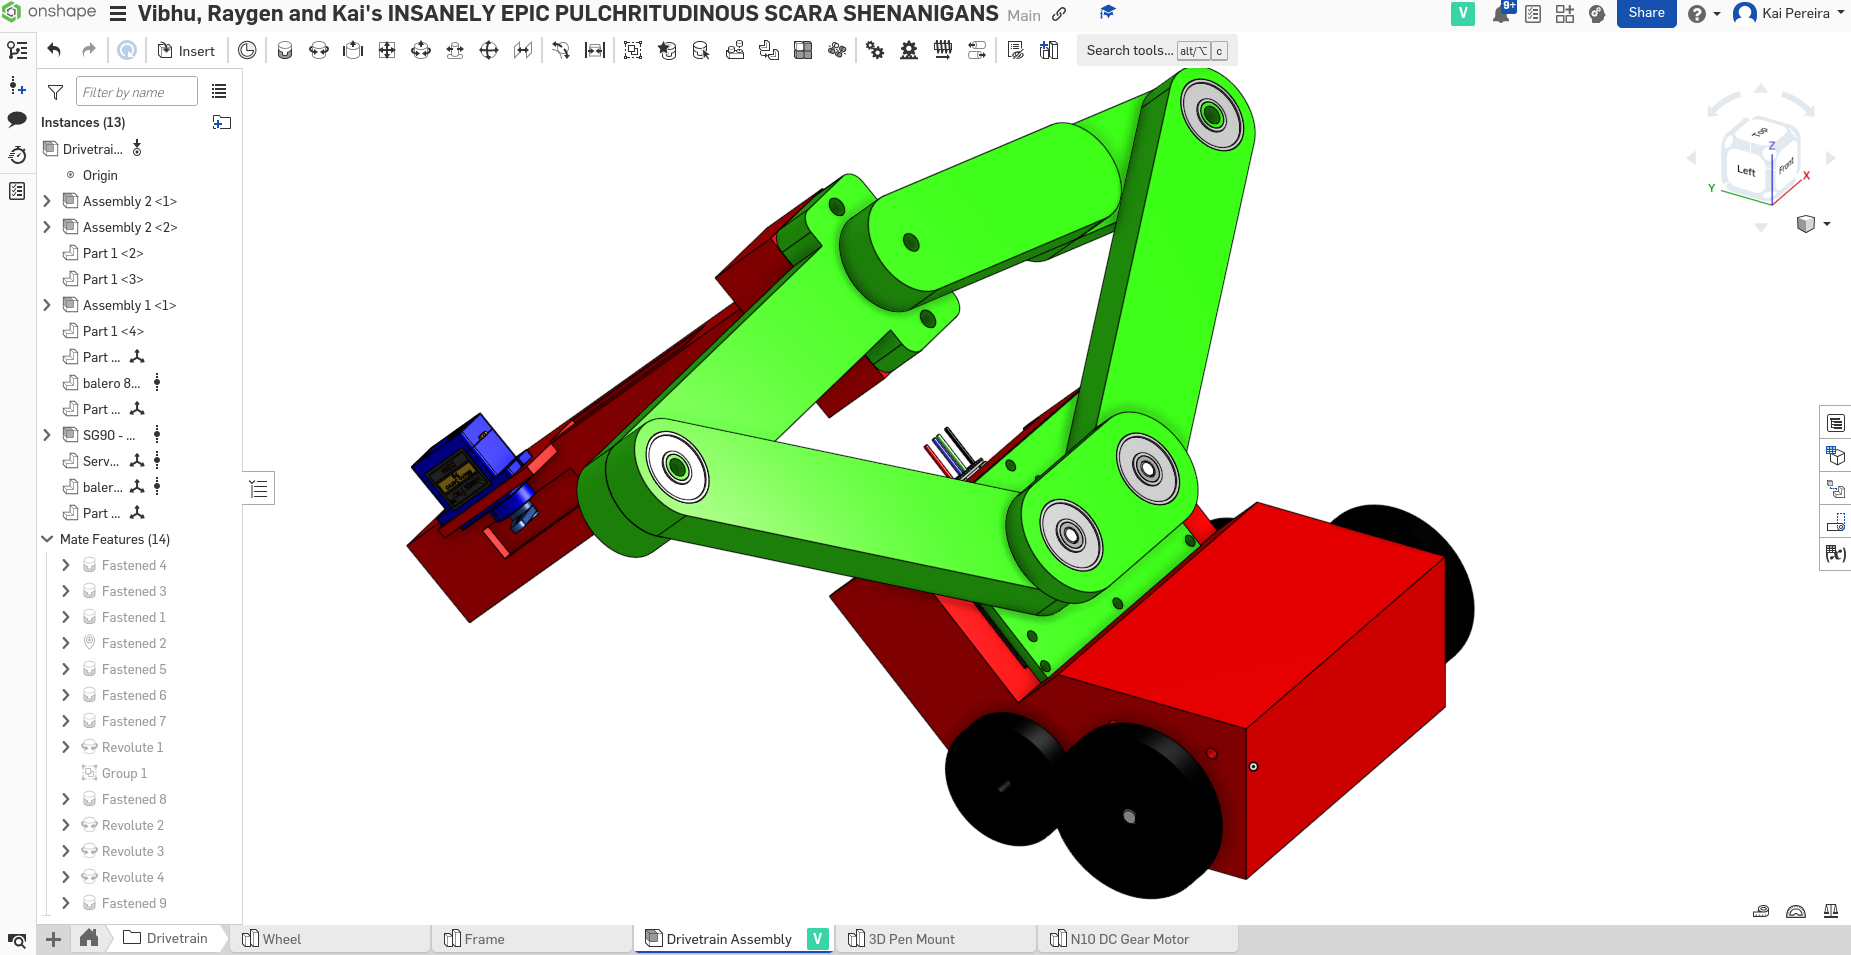 onshape
Vibhu, Raygen and Kai's INSANELY EPIC PULCHRITUDINOUS SCARA SHENANIGANS
Main
V
9+
Share
Kai Pereira
Insert
Search tools... alt/⌥ c
Filter by name
Instances (13)
Drivetrai...
Origin
Assembly 2 <1>
Assembly 2 <2>
Part 1 <2>
Part 1 <3>
Assembly 1 <1>
Part 1 <4>
Part ...
balero 8...
Part ...
SG90 - ...
Serv...
baler...
Part ...
Mate Features (14)
Fastened 4
Fastened 3
Fastened 1
Fastened 2
Fastened 5
Fastened 6
Fastened 7
Revolute 1
Group 1
Fastened 8
Revolute 2
Revolute 3
Revolute 4
Fastened 9
Top
Z
Left
Front
X
Y
Drivetrain
Wheel
Frame
Drivetrain Assembly
V
3D Pen Mount
N10 DC Gear Motor